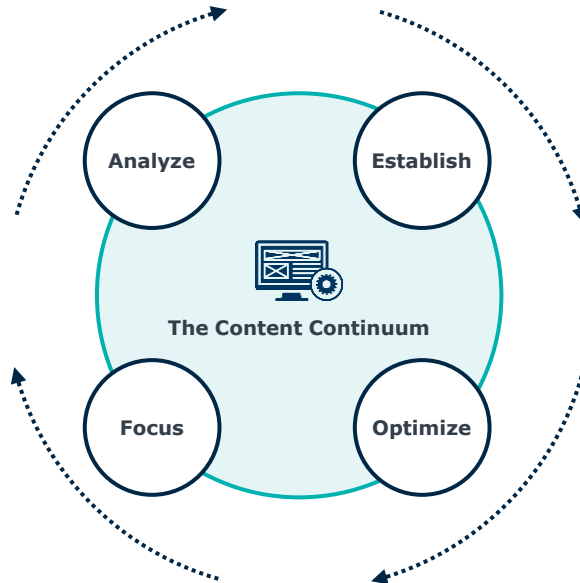 Analyze
Establish
The Content Continuum
Focus
Optimize